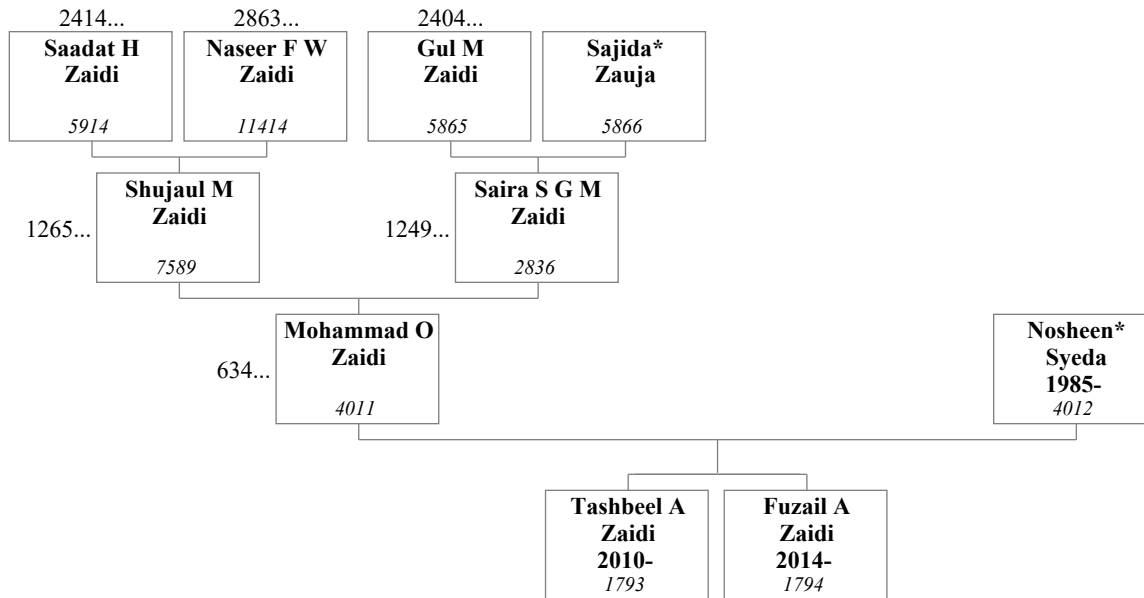 2414...
2863...
2404...
Saadat H
Zaidi
5914
Naseer F W
Zaidi
11414
Gul M
Zaidi
5865
Sajida*
Zauja
5866
1265...
Shujaul M
Zaidi
7589
1249...
Saira S G M
Zaidi
2836
634...
Mohammad O
Zaidi
4011
Nosheen*
Syeda
1985-
4012
Tashbeel A
Zaidi
2010-
1793
Fuzail A
Zaidi
2014-
1794